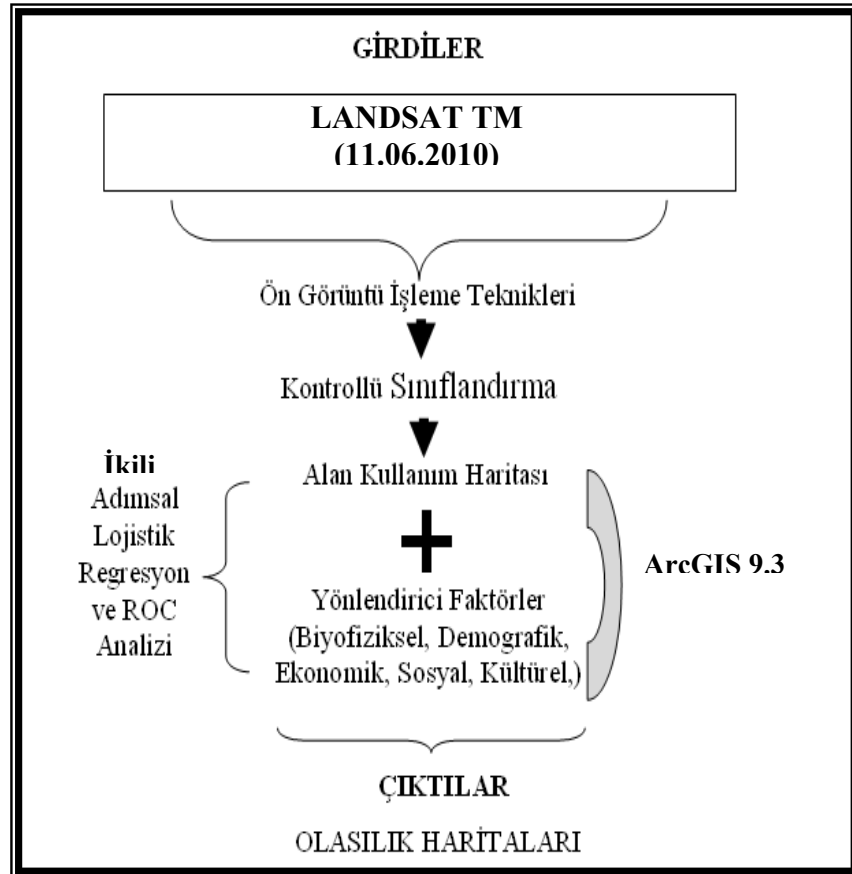 GİRDİLER
LANDSAT TM
(11.06.2010)
Ön Görüntü İşleme Teknikleri
Kontrollü Sınıflandırma
Alan Kullanım Haritası
İkili
Adımsal
Lojistik
Regresyon
ve ROC
Analizi
ArcGIS 9.3
Yönlendirici Faktörler
(Biyofiziksel, Demografik,
Ekonomik, Sosyal, Kültürel,)
ÇIKTILAR
OLASILIK HARİTALARI